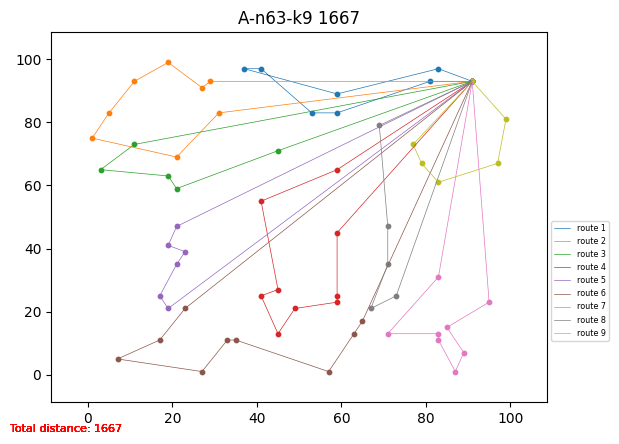 A-n63-k9 1667
100
80
60
40
20
0
0 20 40 60 80 100
route 1
route 2
route 3
route 4
route 5
route 6
route 7
route 8
route 9
Total distance: 1667